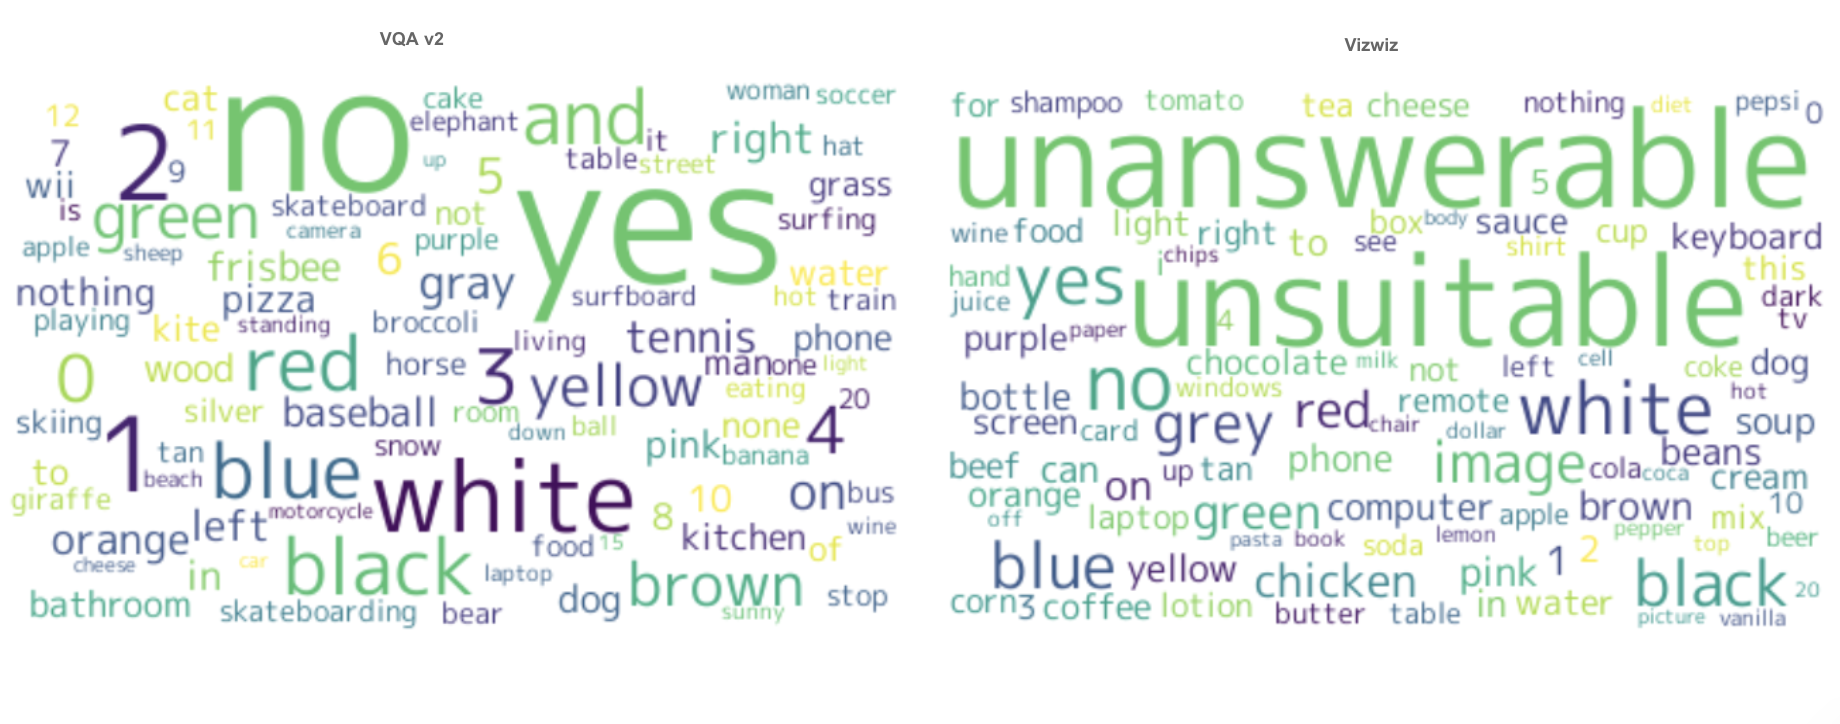 VQA v2
12 cat 11 no cake elephant and it woman soccer
7 2 9 up 5 table street right hat
wii is green skateboard not yes grass surfing
apple sheep camera purple
frisbee 6 gray water
nothing pizza surfboard hot train
playing kite standing broccoli living tennis phone
0 wood red horse 3 yellow man one light
eating
skiing 1 silver baseball room down ball none 4 20
tan snow pink banana
to beach blue white on bus
giraffe motorcycle 8 10 wine
orange left food 15 kitchen of
cheese in car black laptop brown
bathroom skateboarding bear dog sunny stop
Vizwiz
for shampoo tomato tea cheese nothing diet pepsi 0
unanswerable 5
wine food light right to see box body sauce shirt cup keyboard
hand yes i chips unsuitable this
juice 4 dark
purple paper tv
chocolate milk not left cell coke dog
bottle no windows hot
screen card grey red chair remote dollar white soup
beef can up tan phone image cola coca beans cream
orange on 10
off laptop green computer apple brown mix
pasta book soda lemon pepper top beer
blue yellow chicken pink 1 2 black 20
corn 3 coffee lotion butter table in water picture vanilla